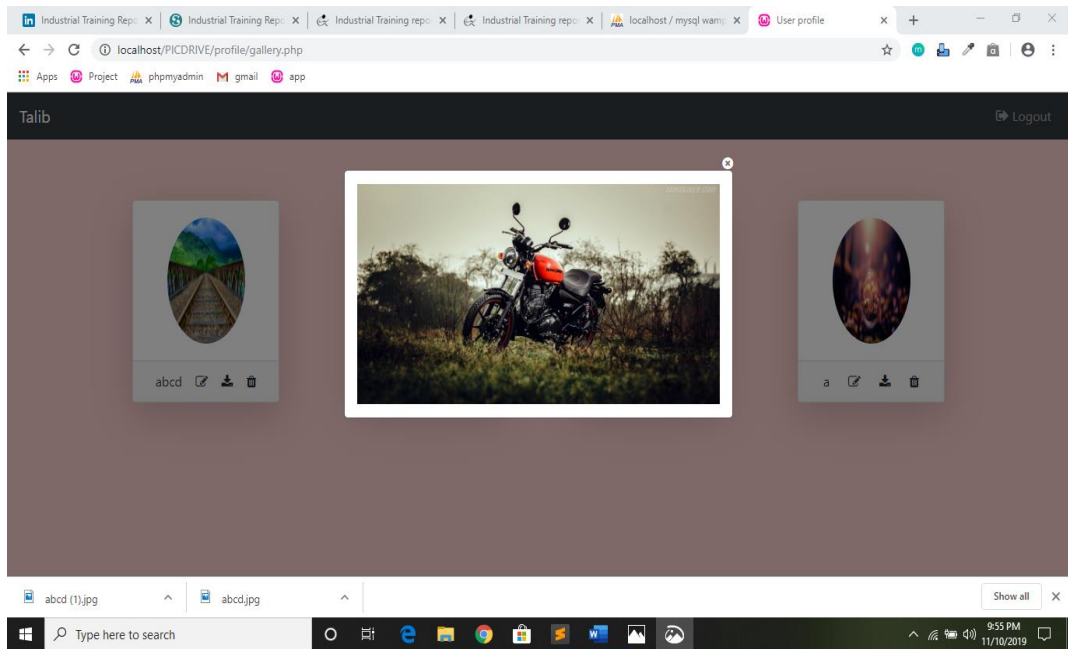 Industrial Training Repo
Industrial Training Repo
Industrial Training repo
Industrial Training repo
localhost / mysql wamp
User profile
localhost/PICDRIVE/profile/gallery.php
Apps Project phpmyadmin gmail app
Talib Logout
abcd a
abcd (1).jpg abcd.jpg Show all
Type here to search
9:55 PM
11/10/2019